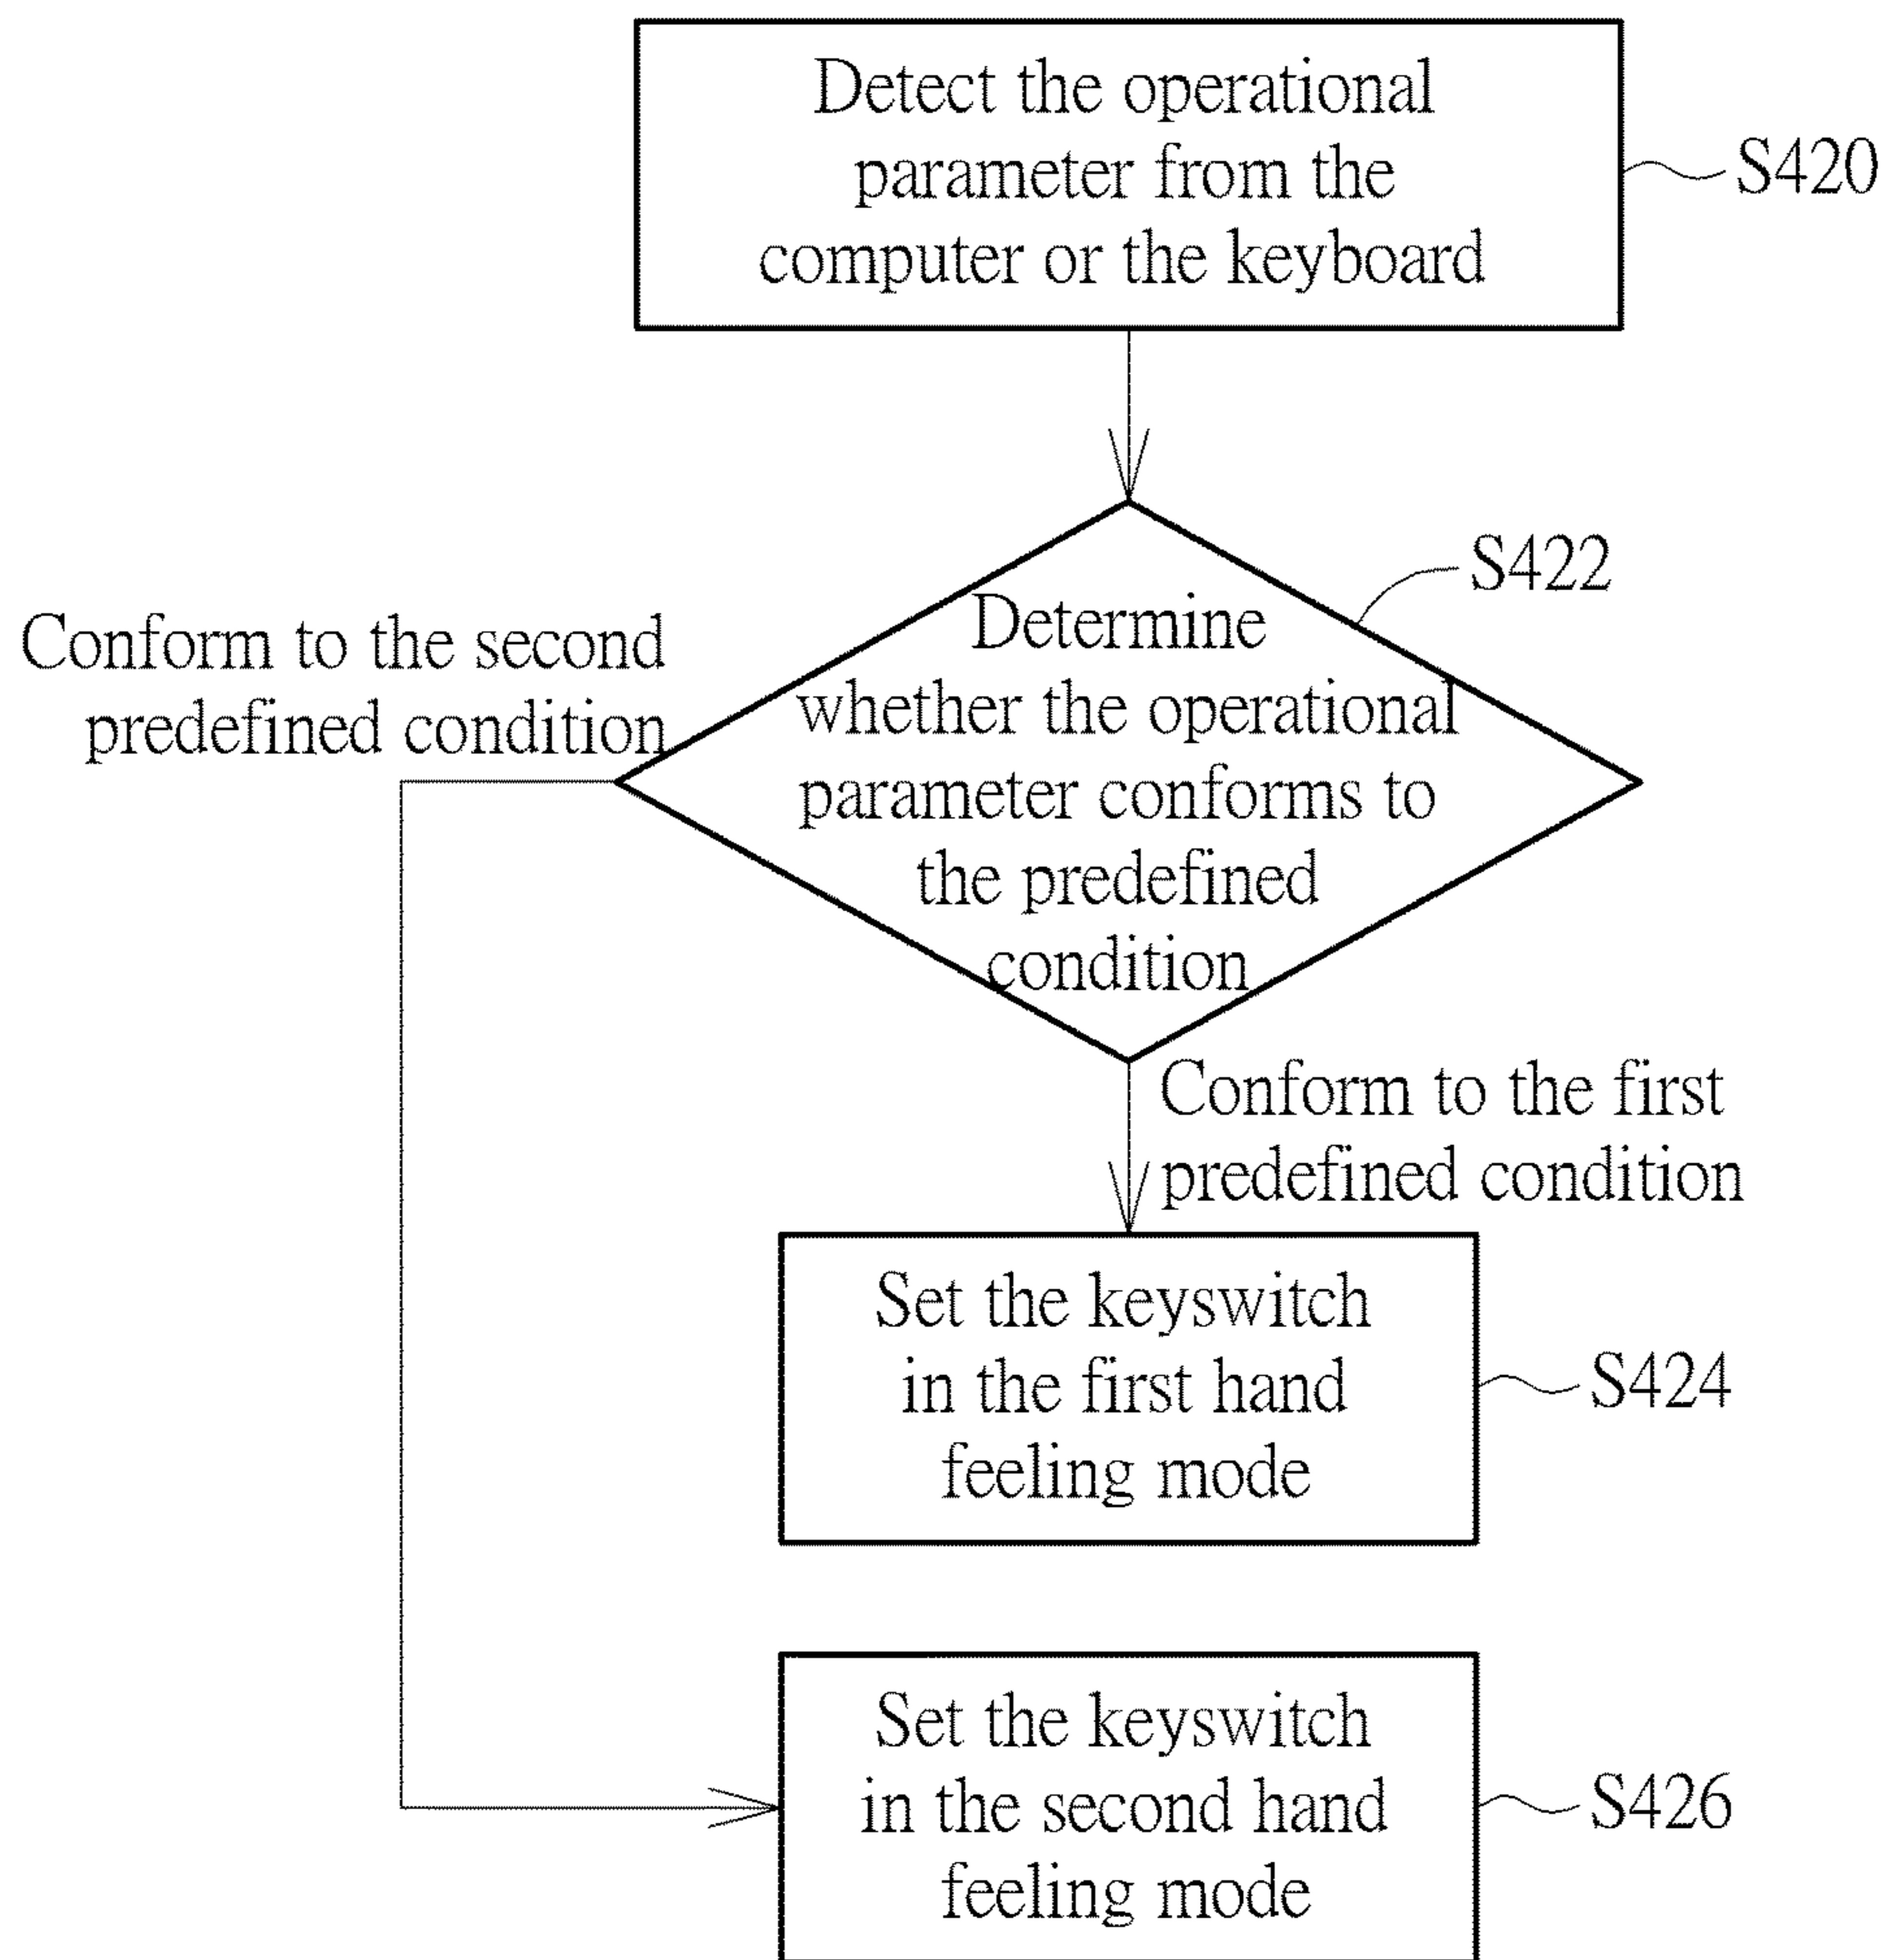 Detect the operational
parameter from the
computer or the keyboard
S420
S422
Determine
whether the operational
parameter conforms to
the predefined
condition
Conform to the second
predefined condition
Conform to the first
predefined condition
Set the keyswitch
in the first hand
feeling mode
S424
Set the keyswitch
in the second hand
feeling mode
S426